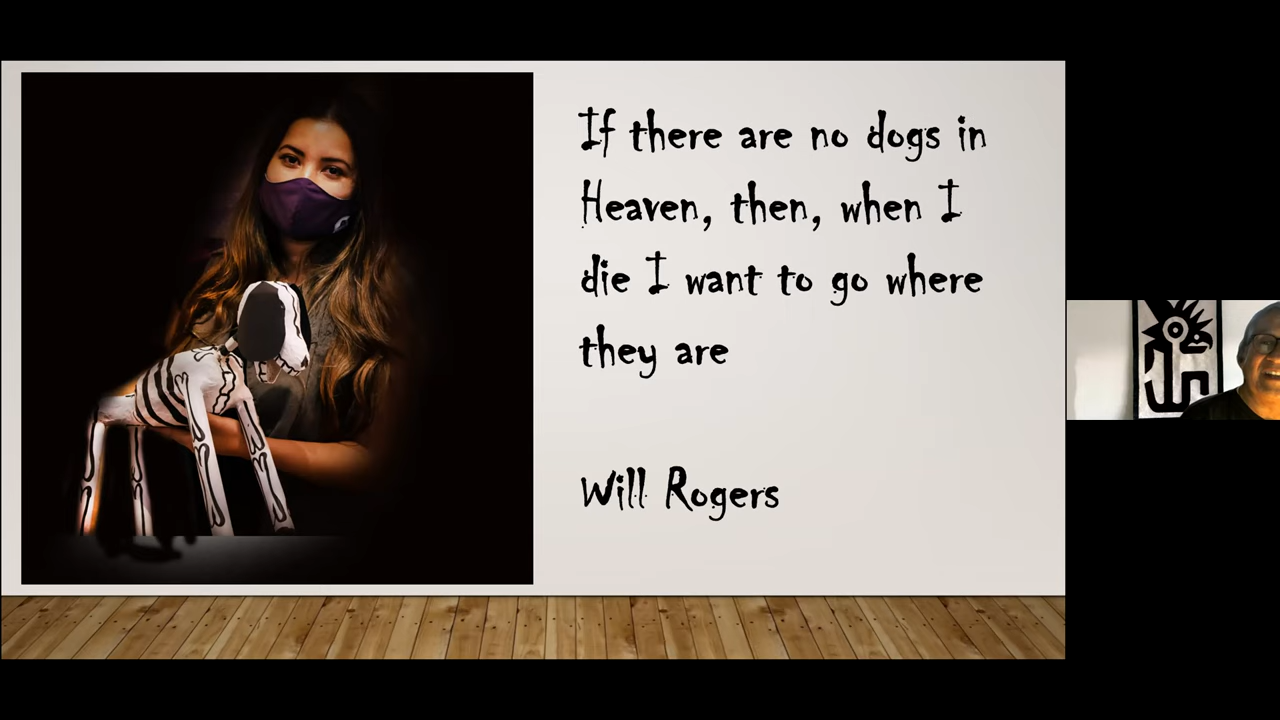 If there are no dogs in
Heaven, then, when I
die I want to go where
they are
Will Rogers